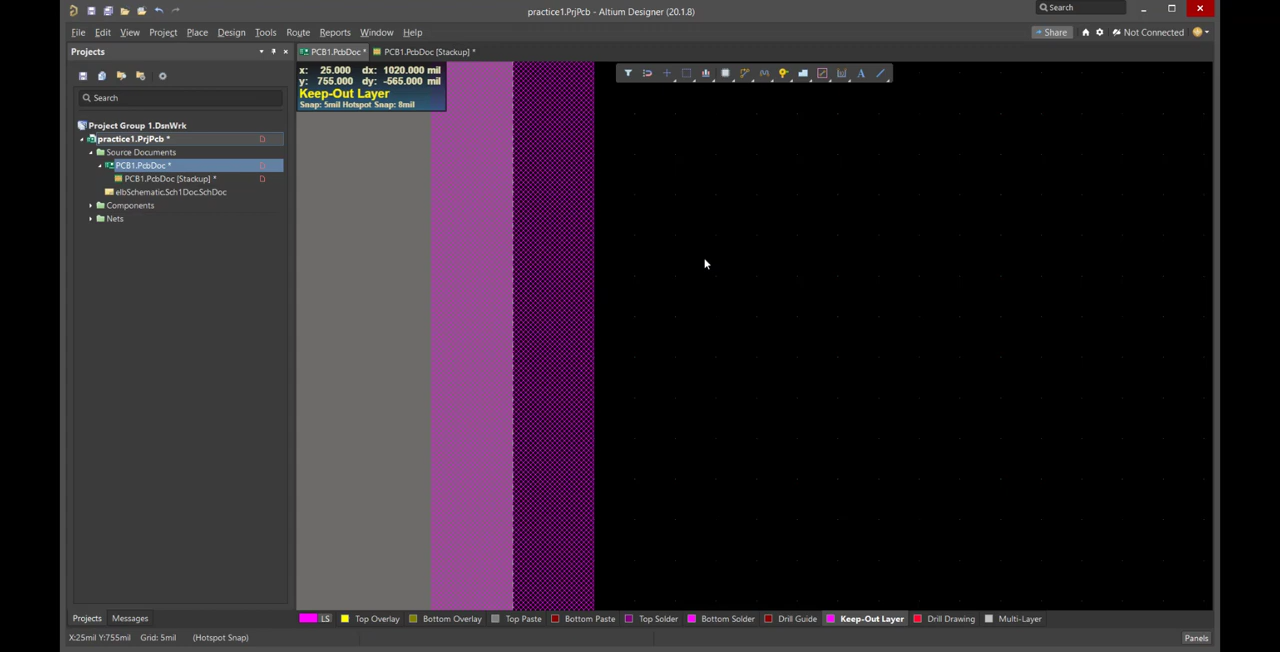 practice1.PrjPcb - Altium Designer (20.1.8)
Search
File Edit View Project Place Design Tools Route Reports Window Help
Share
Not Connected
Projects
PCB1.PcbDoc *
PCB1.PcbDoc [Stackup] *
x: 25.000 dx: 1020.000 mil
y: 755.000 dy: -565.000 mil
Keep-Out Layer
Snap: 5mil Hotspot Snap: 8mil
Search
Project Group 1.DsnWrk
practice1.PrjPcb *
Source Documents
PCB1.PcbDoc *
PCB1.PcbDoc [Stackup] *
elbSchematic.Sch1Doc.SchDoc
Components
Nets
Projects Messages
LS Top Overlay Bottom Overlay Top Paste Bottom Paste Top Solder Bottom Solder Drill Guide Keep-Out Layer Drill Drawing Multi-Layer
X:25mil Y:755mil Grid: 5mil (Hotspot Snap)
Panels